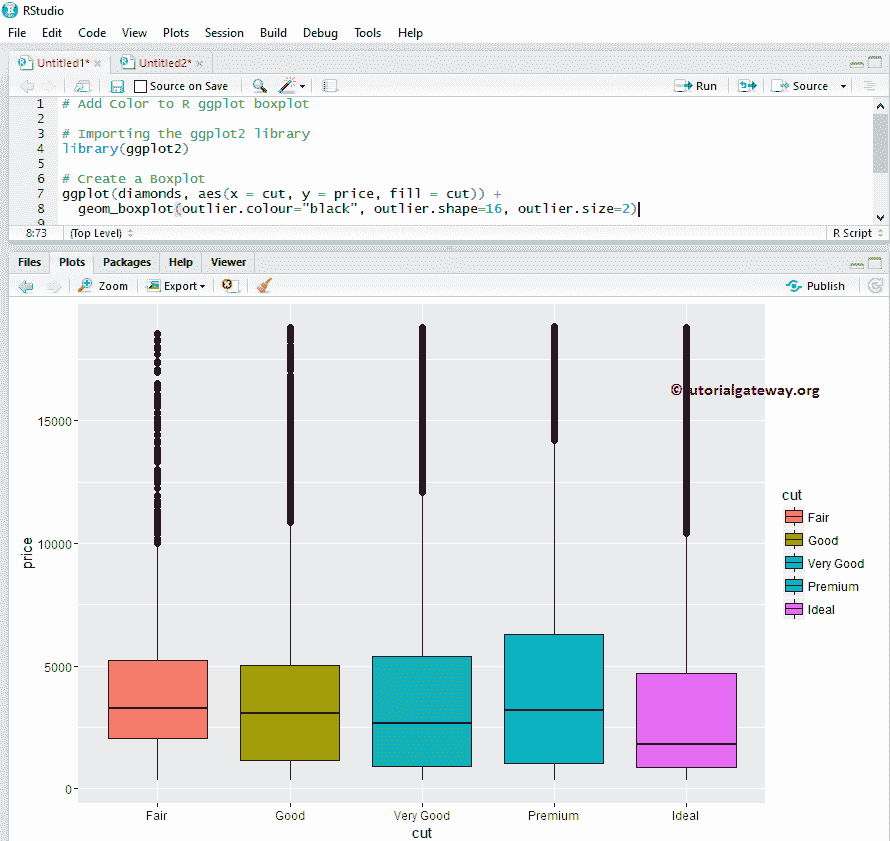 RStudio
File Edit Code View Plots Session Build Debug Tools Help
Untitled1* Untitled2*
Source on Save Run Source
1 # Add Color to R ggplot boxplot
2
3 # Importing the ggplot2 library
4 library(ggplot2)
5
6 # Create a Boxplot
7 ggplot(diamonds, aes(x = cut, y = price, fill = cut)) +
8 geom_boxplot(outlier.colour="black", outlier.shape=16, outlier.size=2)
9
8:73 (Top Level) R Script
Files Plots Packages Help Viewer
Zoom Export Publish
©tutorialgateway.org
15000
10000
5000
0
price
Fair Good Very Good Premium Ideal
cut
cut
Fair
Good
Very Good
Premium
Ideal